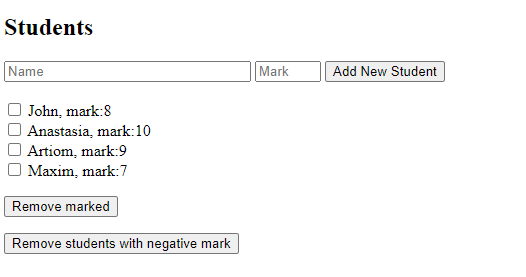 Students
Name Mark Add New Student
John, mark:8
Anastasia, mark:10
Artiom, mark:9
Maxim, mark:7
Remove marked
Remove students with negative mark